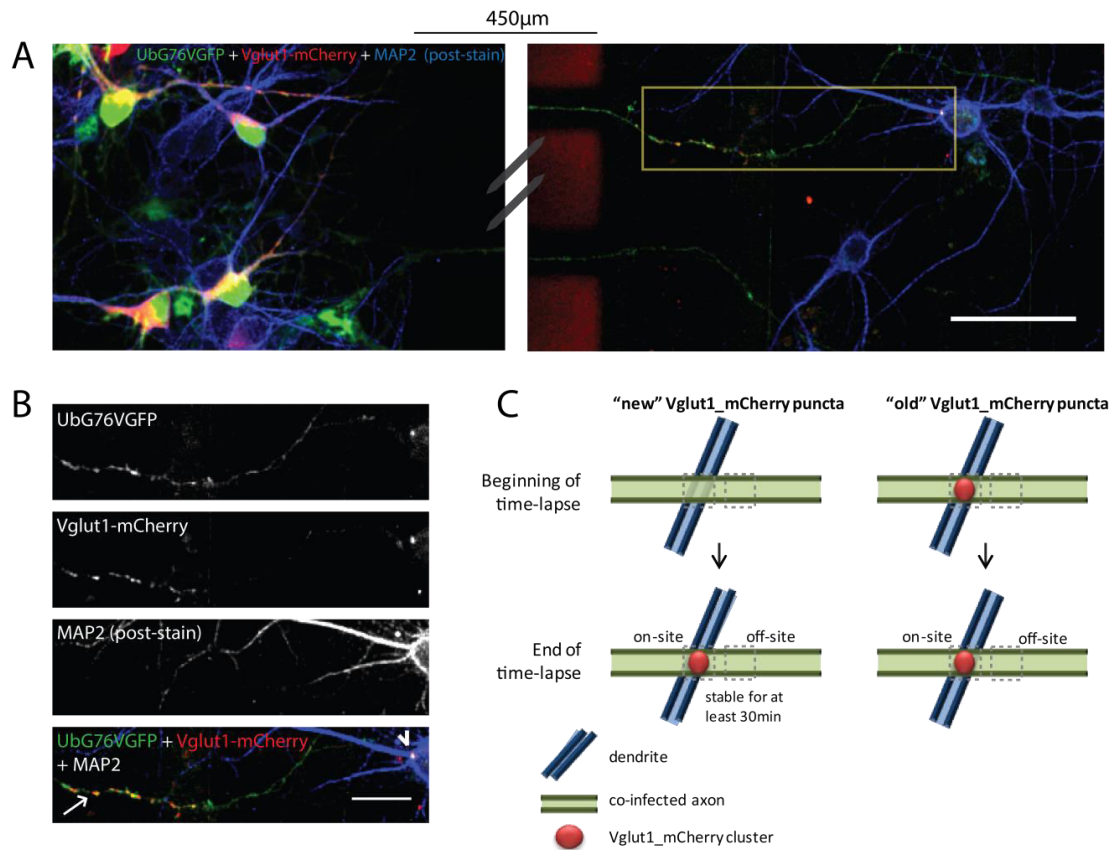 450µm
A
UbG76VGFP + Vglut1-mCherry + MAP2 (post-stain)
B
UbG76VGFP
Vglut1-mCherry
MAP2 (post-stain)
UbG76VGFP + Vglut1-mCherry
+ MAP2
C
"new" Vglut1_mCherry puncta
"old" Vglut1_mCherry puncta
Beginning of
time-lapse
End of
time-lapse
on-site
off-site
stable for at
least 30min
on-site
off-site
dendrite
co-infected axon
Vglut1_mCherry cluster